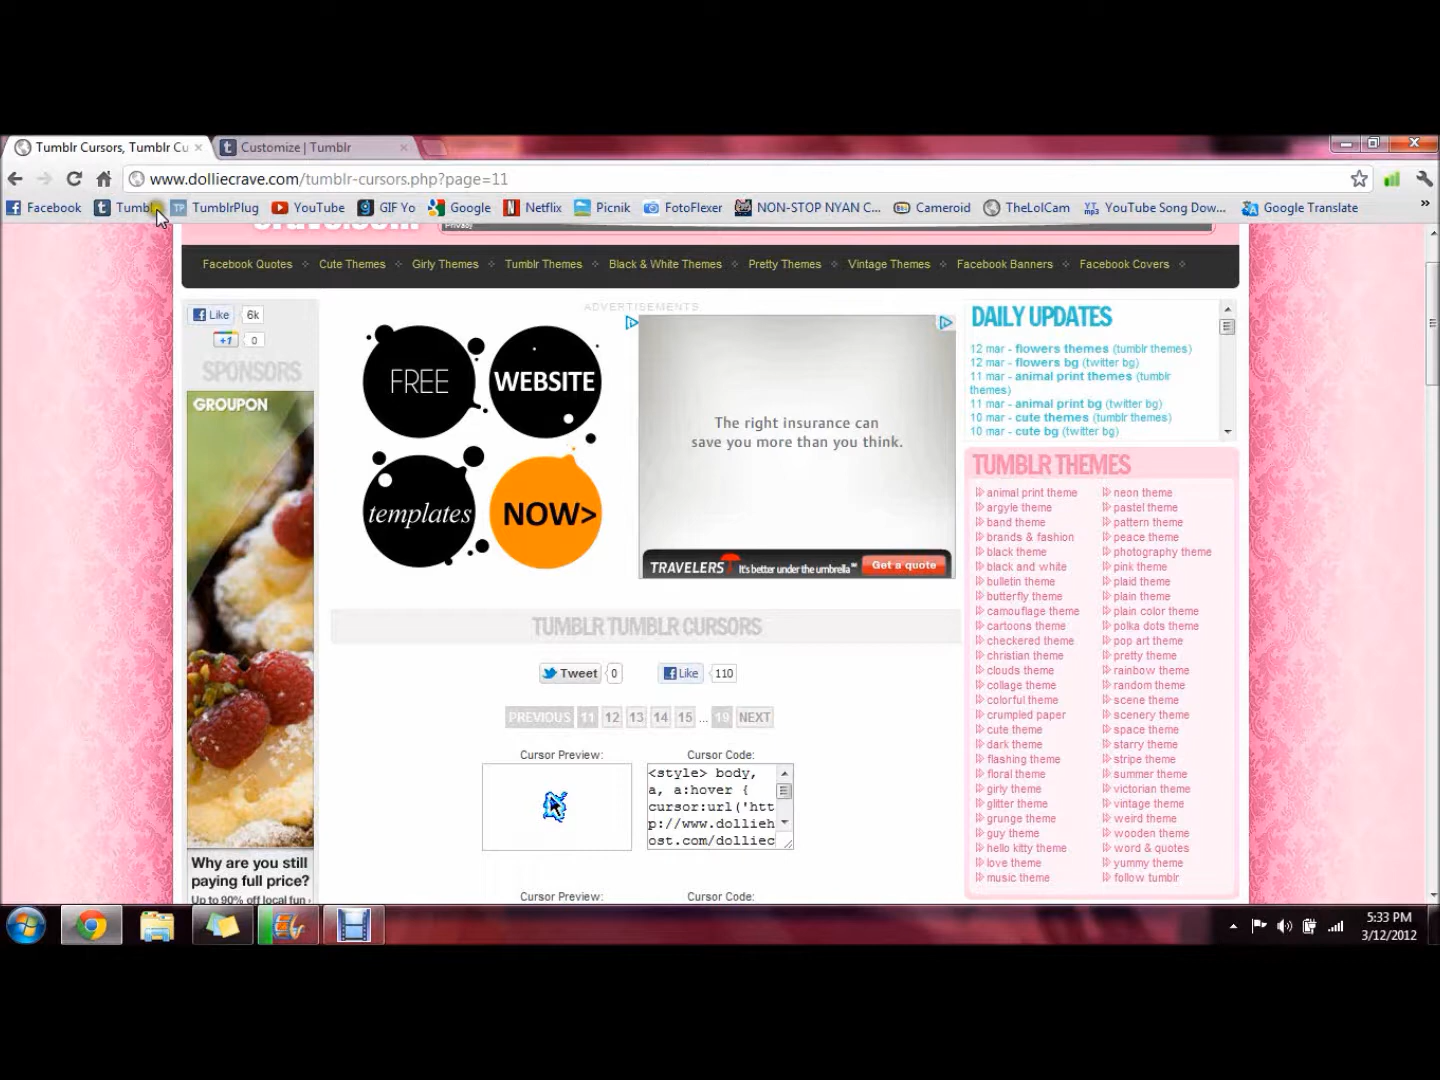 Tumblr Cursors, Tumblr Cu
Customize | Tumblr
www.dolliecrave.com/tumblr-cursors.php?page=11
Facebook
Tumbl
TumblrPlug
YouTube
GIF Yo
Google
Netflix
Picnik
FotoFlexer
NON-STOP NYAN C...
Cameroid
TheLolCam
YouTube Song Dow...
Google Translate
»
Privacy
Facebook Quotes
Cute Themes
Girly Themes
Tumblr Themes
Black & White Themes
Pretty Themes
Vintage Themes
Facebook Banners
Facebook Covers
Like 6k
+1 0
SPONSORS
GROUPON
Why are you still
paying full price?
Up to 90% off local fun
ADVERTISEMENTS
FREE
WEBSITE
templates
NOW>
The right insurance can
save you more than you think.
TRAVELERS It's better under the umbrella℠ Get a quote
TUMBLR TUMBLR CURSORS
Tweet 0
Like 110
PREVIOUS 11 12 13 14 15 ... 19 NEXT
Cursor Preview:
Cursor Code:
<style> body,
a, a:hover {
cursor:url('htt
p://www.dollieh
ost.com/dolliec
Cursor Preview:
Cursor Code:
DAILY UPDATES
12 mar - flowers themes (tumblr themes)
12 mar - flowers bg (twitter bg)
11 mar - animal print themes (tumblr
themes)
11 mar - animal print bg (twitter bg)
10 mar - cute themes (tumblr themes)
10 mar - cute bg (twitter bg)
TUMBLR THEMES
animal print theme
argyle theme
band theme
brands & fashion
black theme
black and white
bulletin theme
butterfly theme
camouflage theme
cartoons theme
checkered theme
christian theme
clouds theme
collage theme
colorful theme
crumpled paper
cute theme
dark theme
flashing theme
floral theme
girly theme
glitter theme
grunge theme
guy theme
hello kitty theme
love theme
music theme
neon theme
pastel theme
pattern theme
peace theme
photography theme
pink theme
plaid theme
plain theme
plain color theme
polka dots theme
pop art theme
pretty theme
rainbow theme
random theme
scene theme
scenery theme
space theme
starry theme
stripe theme
summer theme
victorian theme
vintage theme
weird theme
wooden theme
word & quotes
yummy theme
follow tumblr
5:33 PM
3/12/2012